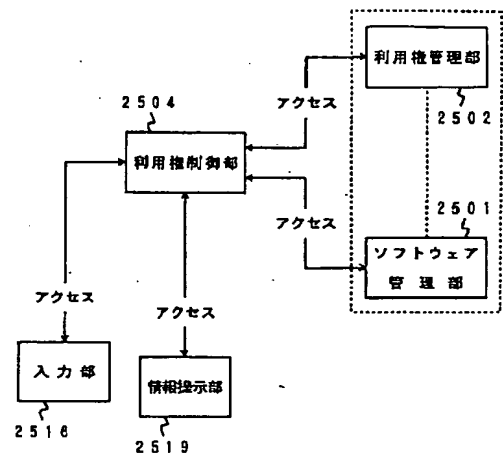 利用権管理部
2502
2504
アクセス
利用権制御部
アクセス
2501
ソフトウェア
管理部
アクセス
アクセス
入力部
情報提示部
2516
2519